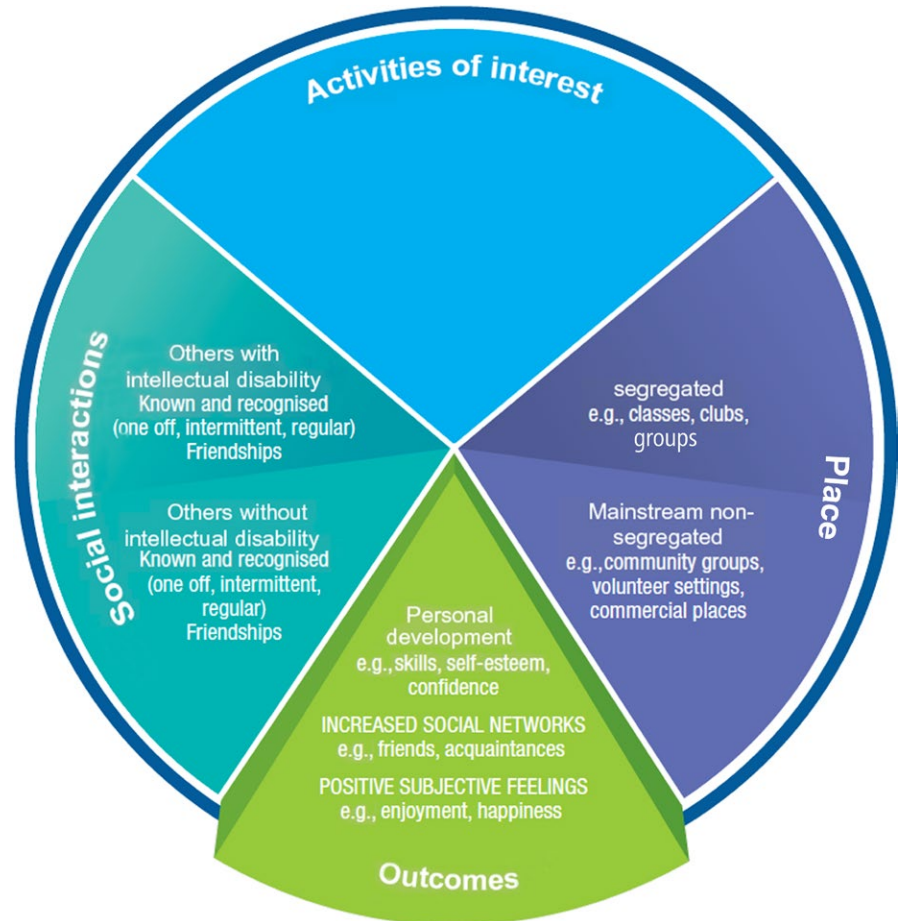 Activities of interest
Social interactions
Others with
intellectual disability
Known and recognised
(one off, intermittent, regular)
Friendships
Others without
intellectual disability
Known and recognised
(one off, intermittent,
regular)
Friendships
segregated
e.g., classes, clubs,
groups
Mainstream non-
segregated
e.g.,community groups,
volunteer settings,
commercial places
Place
Personal
development
e.g.,skills, self-esteem,
confidence
INCREASED SOCIAL NETWORKS
e.g., friends, acquaintances
POSITIVE SUBJECTIVE FEELINGS
e.g., enjoyment, happiness
Outcomes